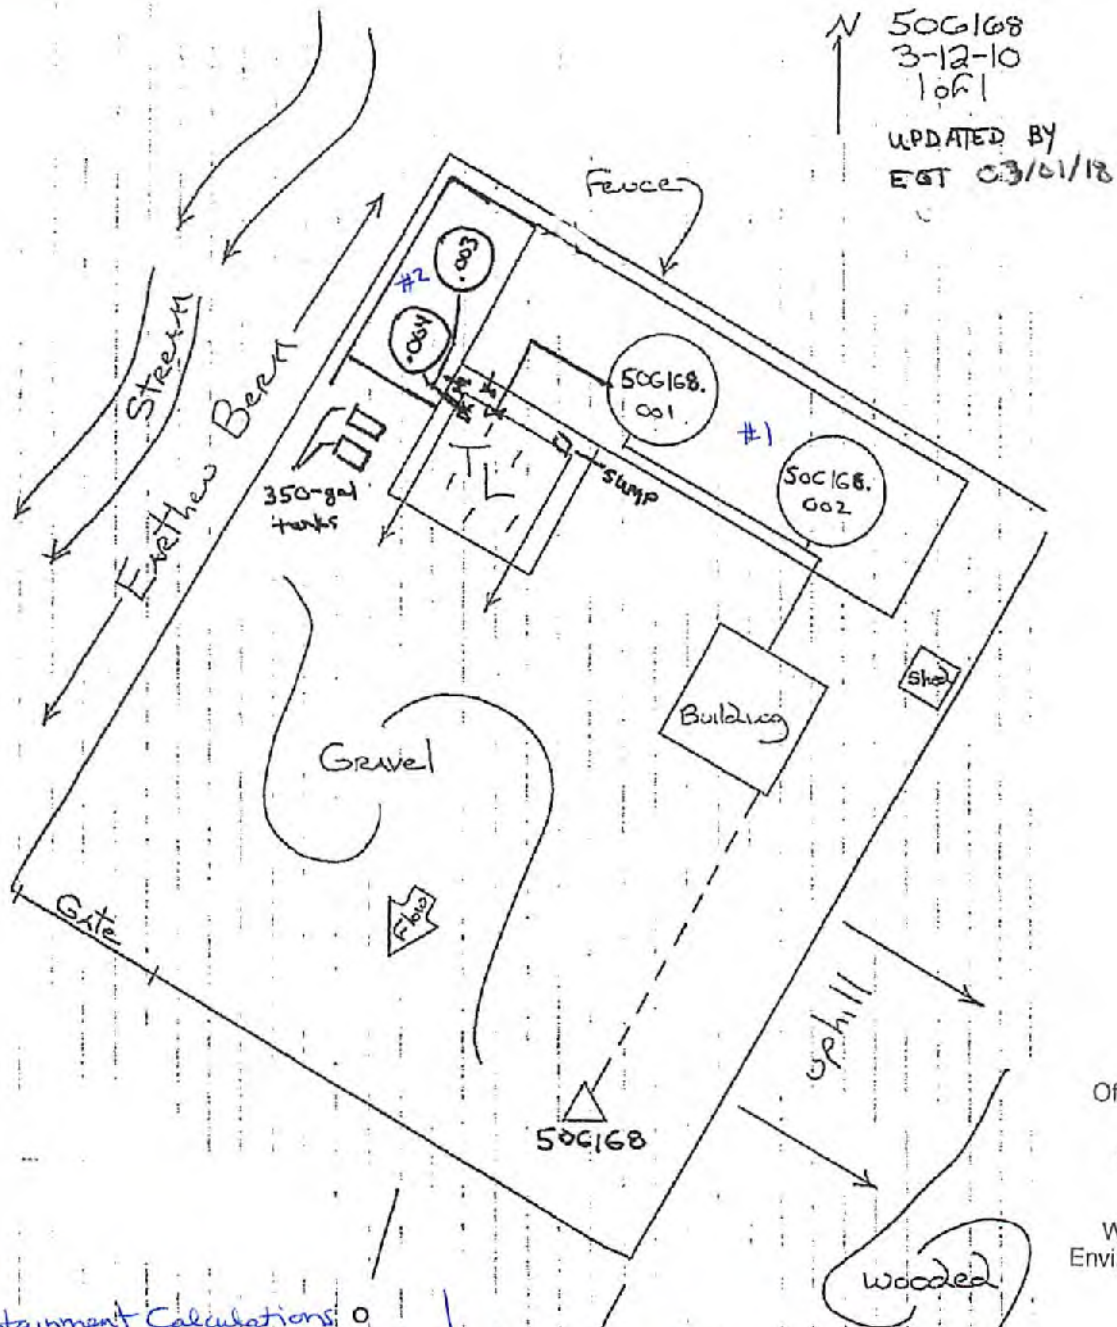 N 506168
3-12-10
1 of 1
UPDATED BY
EGT 03/01/18
Fence
.003
#2
.004
506168.
001
#1
506168.
002
Stream
Earthen Berm
350-gal
tanks
TL
sump
Shed
Building
Gravel
Gate
Flow
uphill
506168
wooded
Of
W
Envi
tainment Calculations